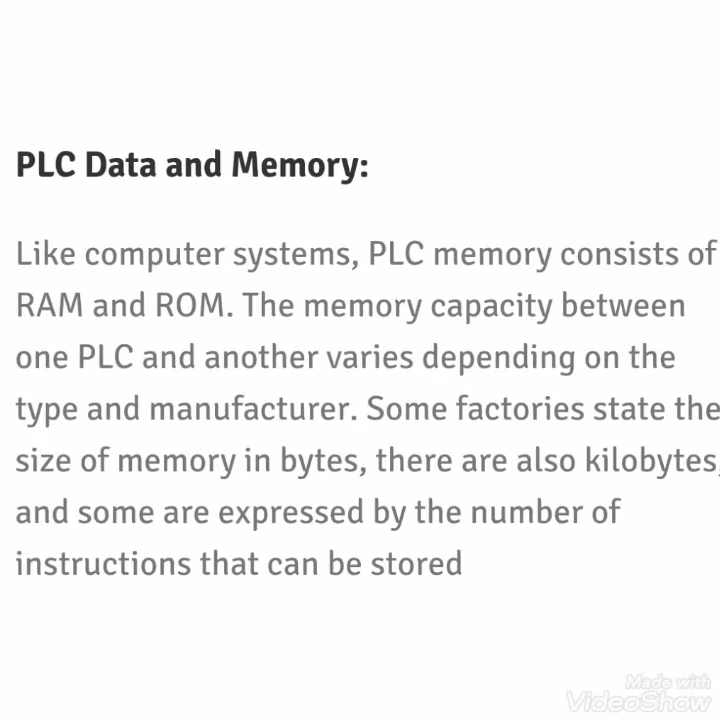 PLC Data and Memory:
Like computer systems, PLC memory consists of
RAM and ROM. The memory capacity between
one PLC and another varies depending on the
type and manufacturer. Some factories state the
size of memory in bytes, there are also kilobytes,
and some are expressed by the number of
instructions that can be stored
Made with
VideoShow